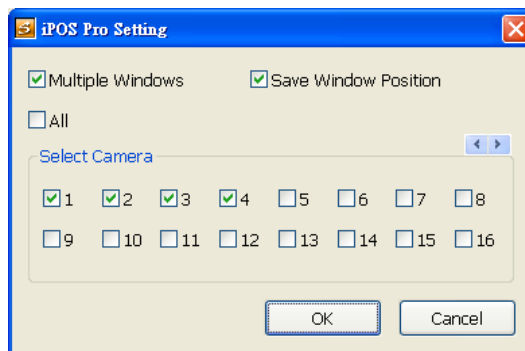 iPOS Pro Setting
Multiple Windows Save Window Position
All
Select Camera
1 2 3 4 5 6 7 8
9 10 11 12 13 14 15 16
OK Cancel